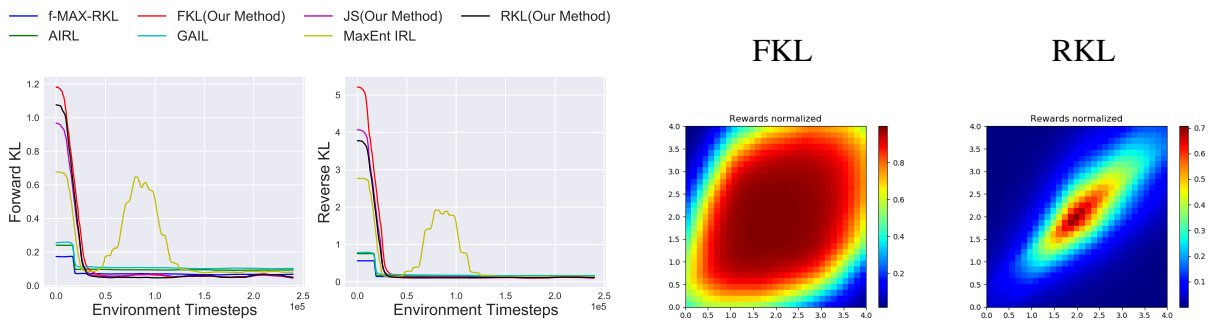 f-MAX-RKL FKL(Our Method) JS(Our Method) RKL(Our Method)
AIRL GAIL MaxEnt IRL
FKL RKL
Forward KL
1.2
1.0
0.8
0.6
0.4
0.2
0.0
0.0 0.5 1.0 1.5 2.0 2.5
1e5
Environment Timesteps
Reverse KL
5
4
3
2
1
0
0.0 0.5 1.0 1.5 2.0 2.5
1e5
Environment Timesteps
Rewards normalized
4.0
3.5
3.0
2.5
2.0
1.5
1.0
0.5
0.0
0.0 0.5 1.0 1.5 2.0 2.5 3.0 3.5 4.0
0.8
0.6
0.4
0.2
Rewards normalized
4.0
3.5
3.0
2.5
2.0
1.5
1.0
0.5
0.0
0.0 0.5 1.0 1.5 2.0 2.5 3.0 3.5 4.0
0.7
0.6
0.5
0.4
0.3
0.2
0.1